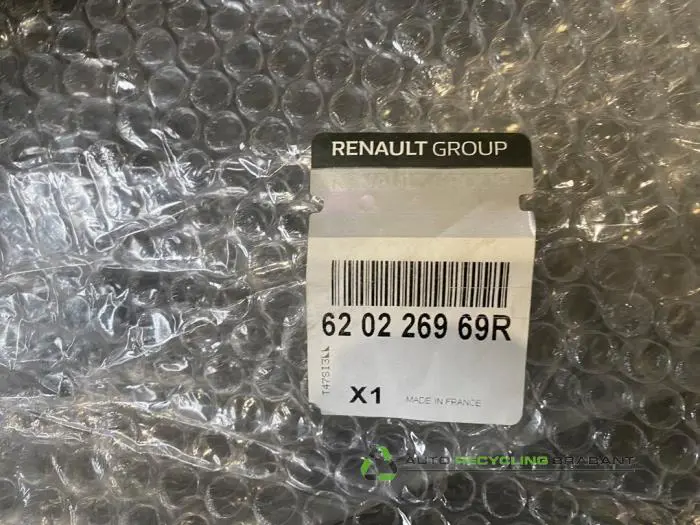 RENAULT GROUP
62 02 269 69R
X1
MADE IN FRANCE
AUTO RECYCLING BRABANT